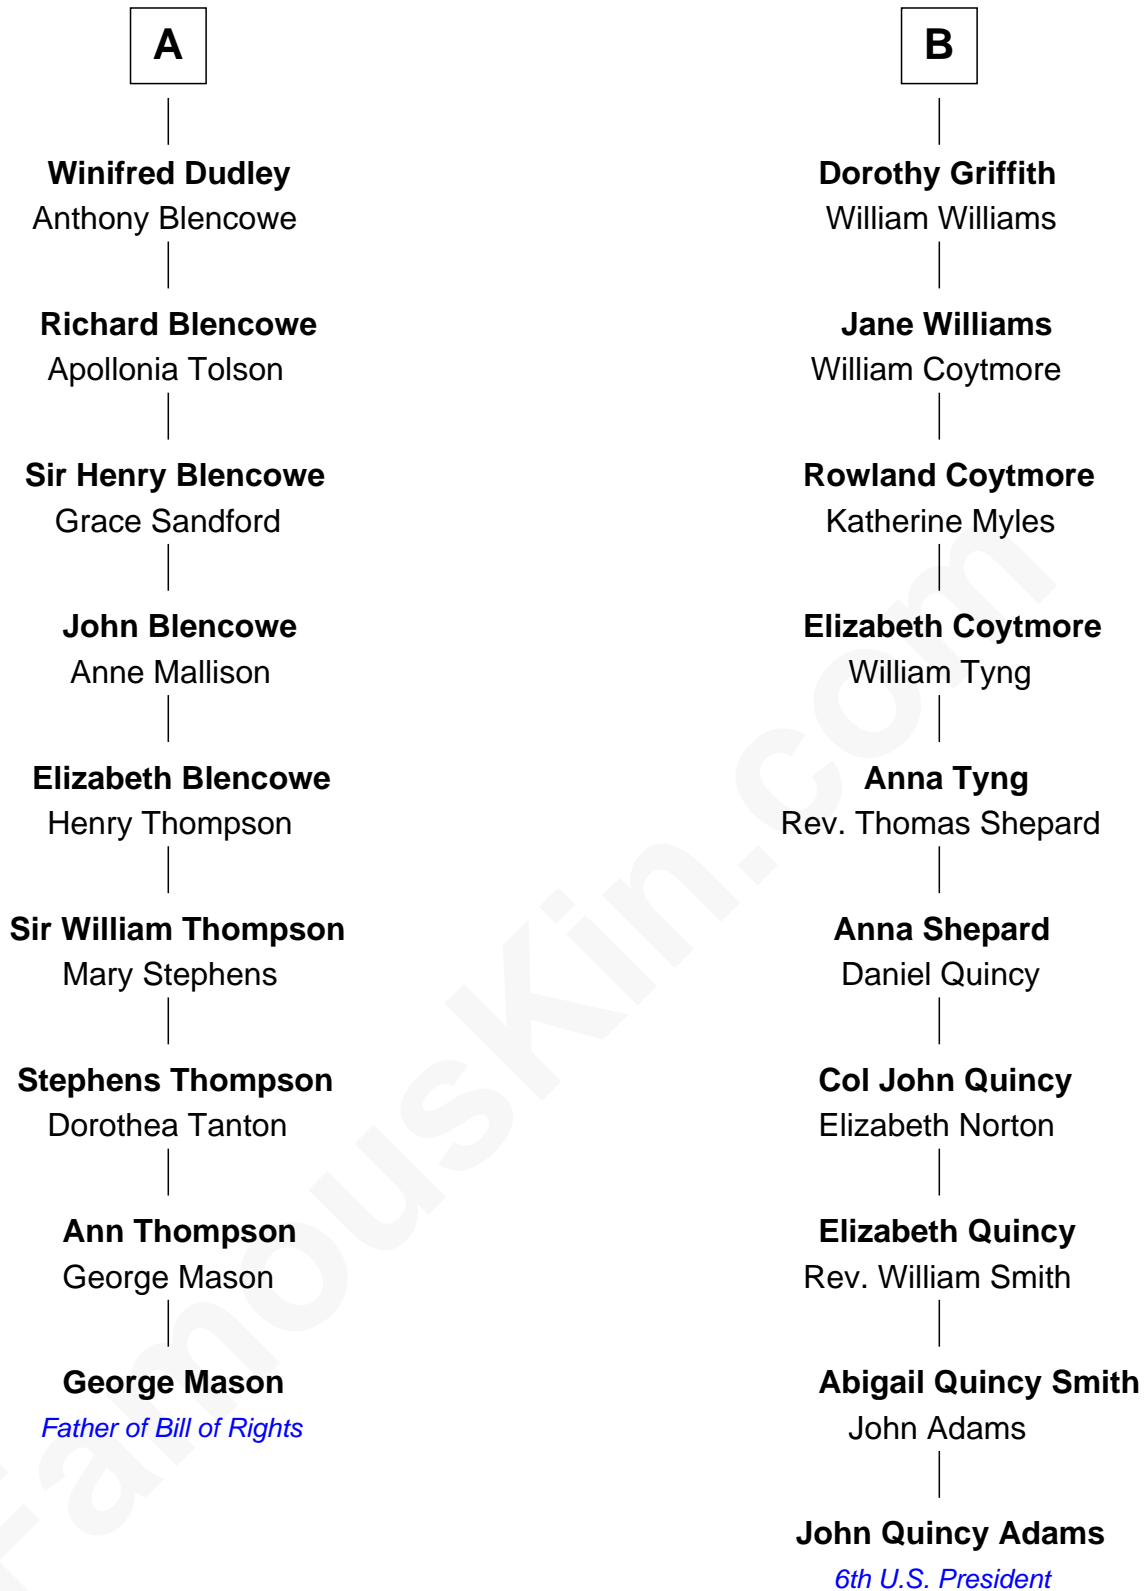 A
Winifred Dudley
Anthony Blencowe
Richard Blencowe
Apollonia Tolson
Sir Henry Blencowe
Grace Sandford
John Blencowe
Anne Mallison
Elizabeth Blencowe
Henry Thompson
Sir William Thompson
Mary Stephens
Stephens Thompson
Dorothea Tanton
Ann Thompson
George Mason
George Mason
Father of Bill of Rights
B
Dorothy Griffith
William Williams
Jane Williams
William Coytmore
Rowland Coytmore
Katherine Myles
Elizabeth Coytmore
William Tyng
Anna Tyng
Rev. Thomas Shepard
Anna Shepard
Daniel Quincy
Col John Quincy
Elizabeth Norton
Elizabeth Quincy
Rev. William Smith
Abigail Quincy Smith
John Adams
John Quincy Adams
6th U.S. President
FamousKin.com